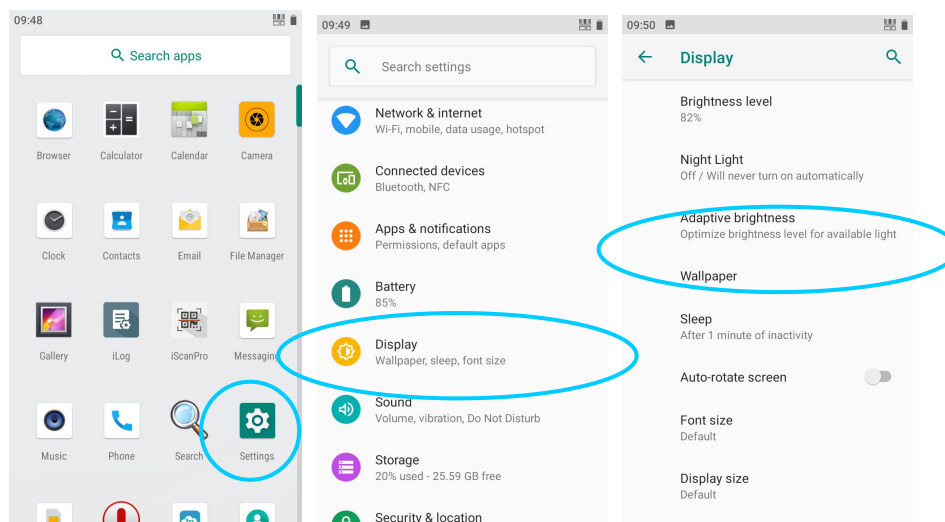 09:48
Search apps
Browser
Calculator
Calendar
Camera
Clock
Contacts
Email
File Manager
Gallery
iLog
iScanPro
Messaging
Music
Phone
Search
Settings
09:49
Search settings
Network & internet
Wi-Fi, mobile, data usage, hotspot
Connected devices
Bluetooth, NFC
Apps & notifications
Permissions, default apps
Battery
85%
Display
Wallpaper, sleep, font size
Sound
Volume, vibration, Do Not Disturb
Storage
20% used - 25.59 GB free
Security & location
09:50
Display
Brightness level
82%
Night Light
Off / Will never turn on automatically
Adaptive brightness
Optimize brightness level for available light
Wallpaper
Sleep
After 1 minute of inactivity
Auto-rotate screen
Font size
Default
Display size
Default